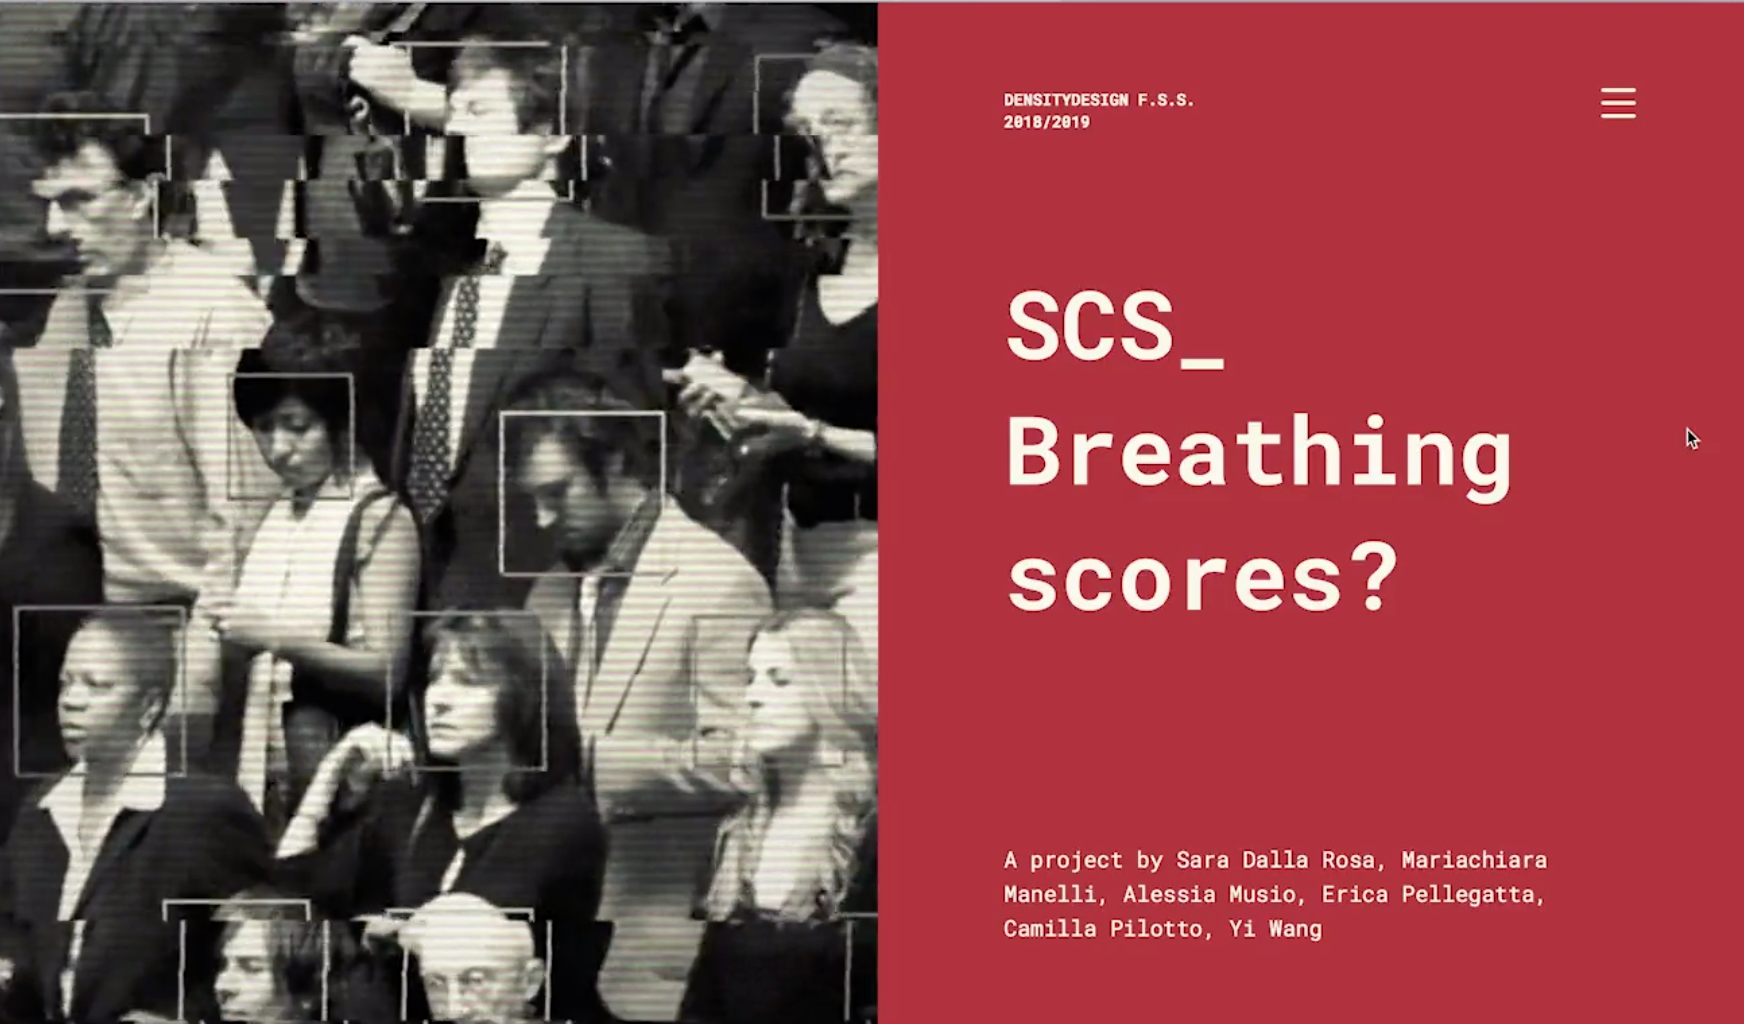 DENSITYDESIGN F.S.S.
2018/2019
SCS_
Breathing
scores?
A project by Sara Dalla Rosa, Mariachiara
Manelli, Alessia Musio, Erica Pellegatta,
Camilla Pilotto, Yi Wang